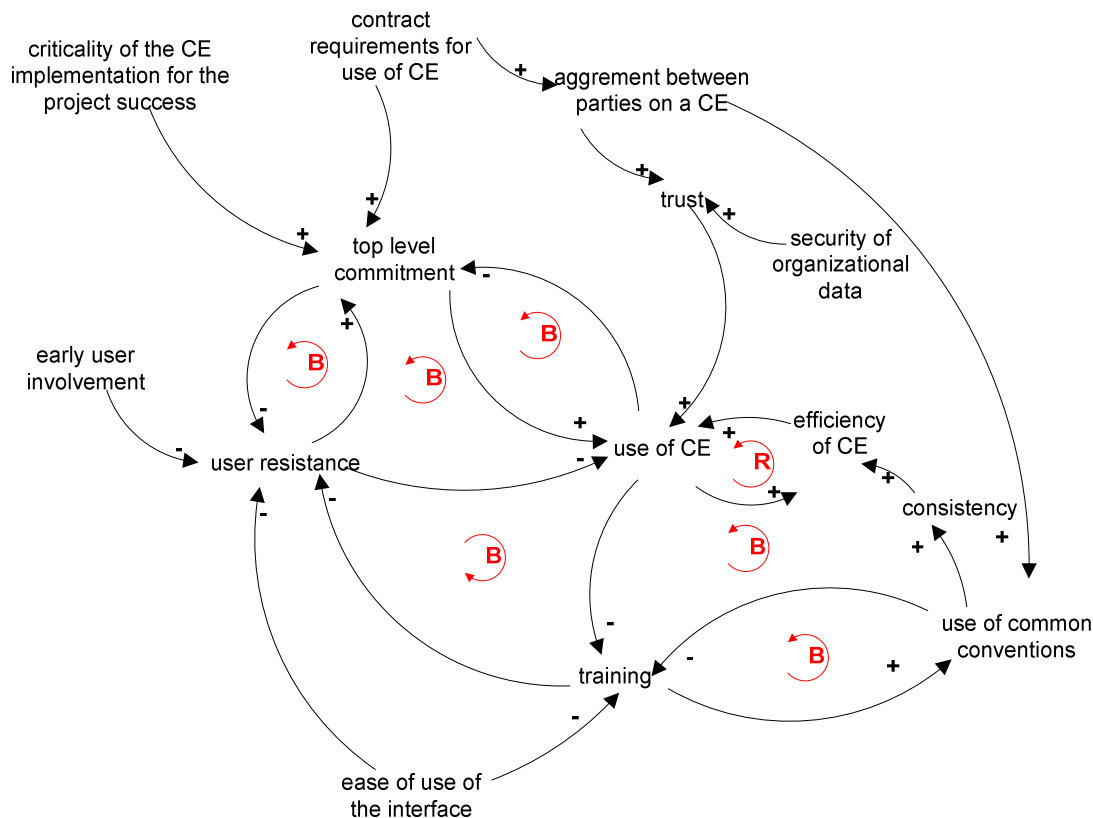 contract
requirements for
use of CE
criticality of the CE
implementation for the
project success
+
aggrement between
parties on a CE
+
trust
+
+
+
security of
organizational
data
top level
commitment
-
+
B
B
B
early user
involvement
-
-
+
+
use of CE
-
+
efficiency
of CE
user resistance
R
+
+
-
-
consistency
+
+
B
B
-
use of common
conventions
B
-
+
training
-
ease of use of
the interface